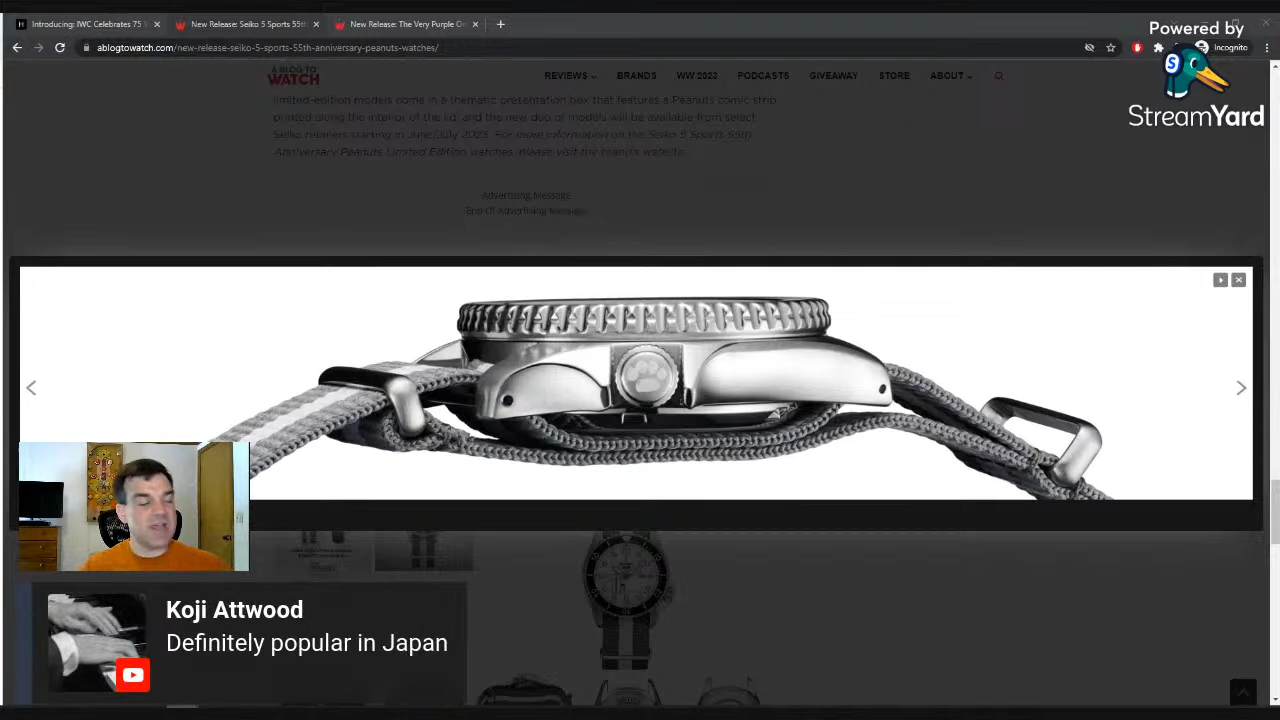 Introducing: IWC Celebrates 75 Y
New Release: Seiko 5 Sports 55th
New Release: The Very Purple Or
Powered by
StreamYard
ablogtowatch.com/new-release-seiko-5-sports-55th-anniversary-peanuts-watches/
Incognito
A BLOG TO
WATCH
REVIEWS
BRANDS
WW 2023
PODCASTS
GIVEAWAY
STORE
ABOUT
limited-edition models come in a thematic presentation box that features a Peanuts comic strip
printed along the interior of the lid, and the new duo of models will be available from select
Seiko retailers starting in June/July 2023. For more information on the Seiko 5 Sports 55th
Anniversary Peanuts Limited Edition watches, please visit the brand's website.
Advertising Message
End Of Advertising Message
Koji Attwood
Definitely popular in Japan